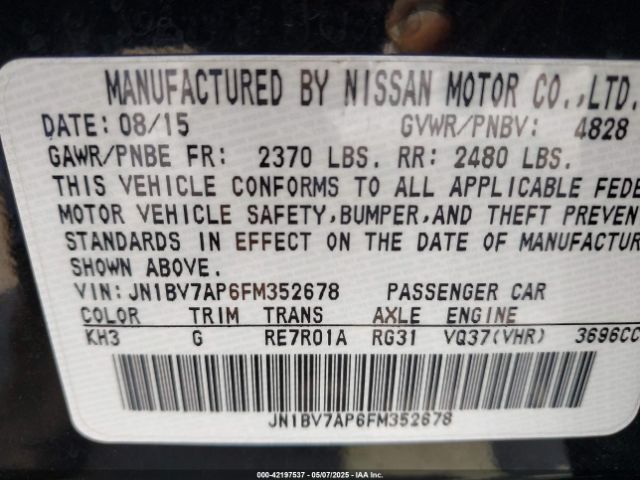 MANUFACTURED BY NISSAN MOTOR CO.,LTD.
DATE: 08/15 GVWR/PNBV: 4828
GAWR/PNBE FR: 2370 LBS. RR: 2480 LBS.
THIS VEHICLE CONFORMS TO ALL APPLICABLE FEDE
MOTOR VEHICLE SAFETY,BUMPER,AND THEFT PREVEN
STANDARDS IN EFFECT ON THE DATE OF MANUFACTUR
SHOWN ABOVE.
VIN:JN1BV7AP6FM352678 PASSENGER CAR
COLOR TRIM TRANS AXLE ENGINE
KH3 G RE7R01A RG31 VQ37(VHR) 3696CC
JN1BV7AP6FM352678
000-42197537 - 05/07/2025 - IAAI.COM